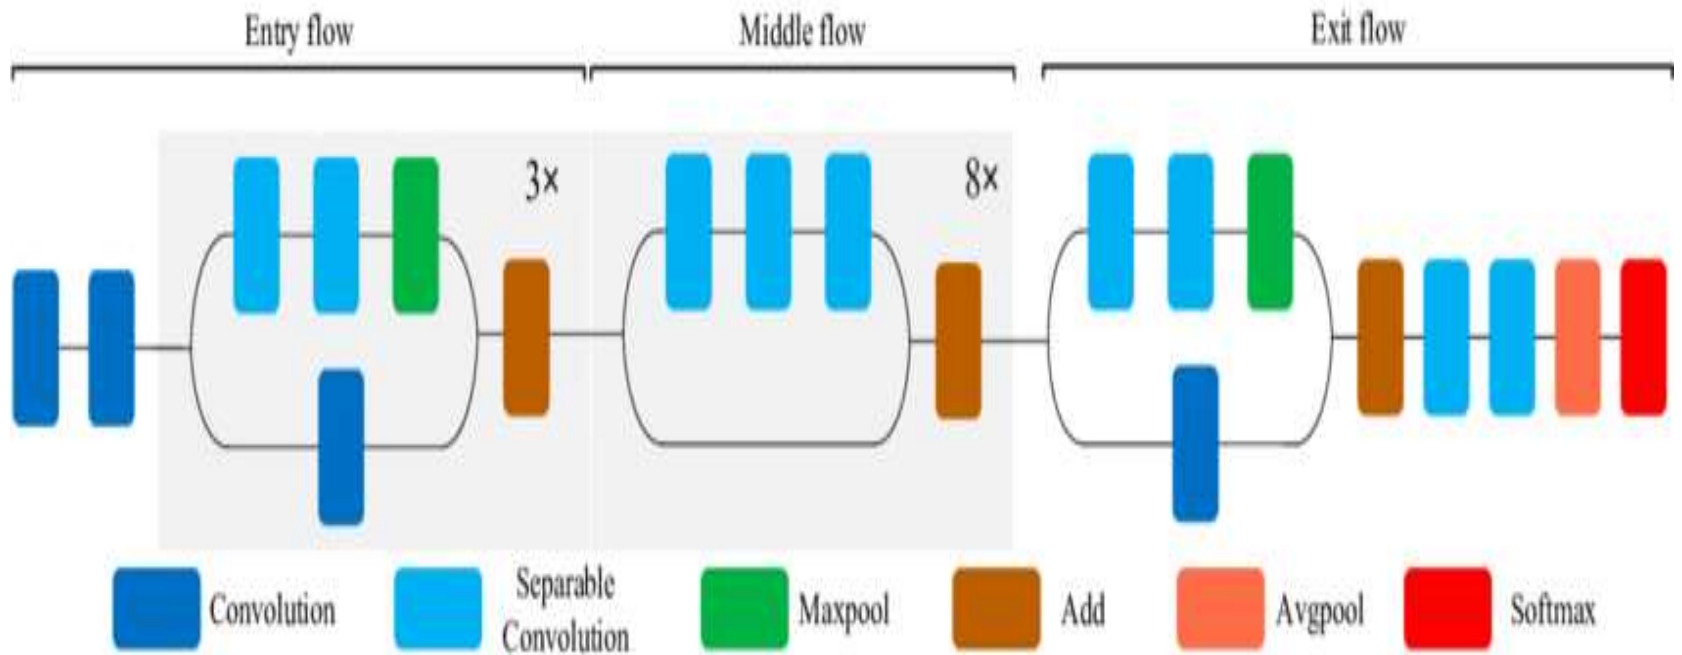 Entry flow
Middle flow
Exit flow
3×
8×
Convolution
Separable
Convolution
Maxpool
Add
Avgpool
Softmax